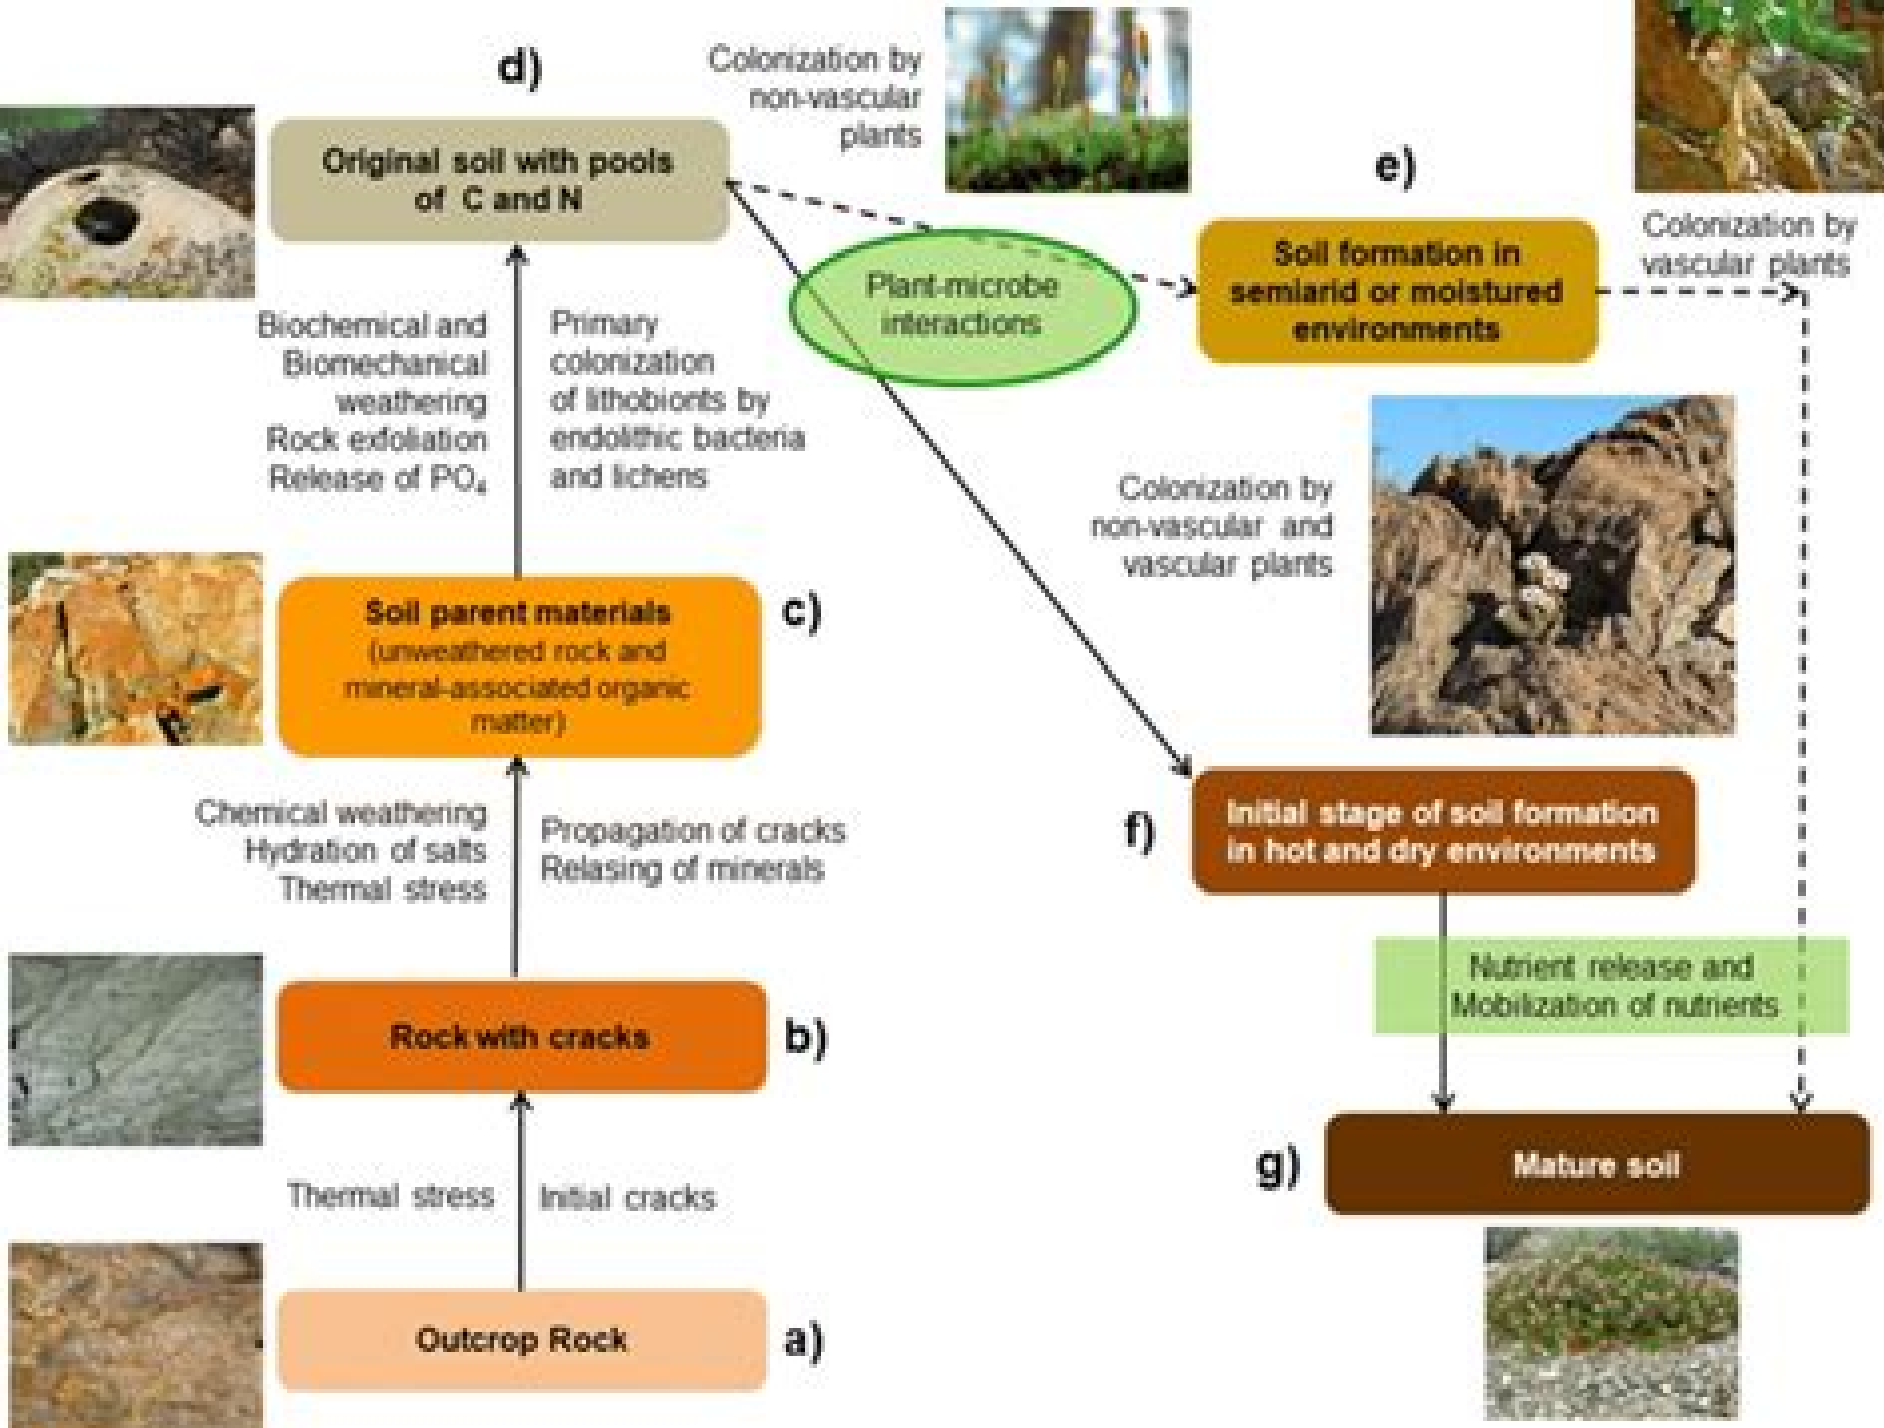 d)
Original soil with pools
of C and N
Colonization by
non-vascular
plants
Plant-microbe
interactions
e)
Soil formation in
semiarid or moistured
environments
Colonization by
vascular plants
Biochemical and
Biomechanical
weathering
Rock exfoliation
Release of PO₄
Primary
colonization
of lithobionts by
endolithic bacteria
and lichens
Colonization by
non-vascular and
vascular plants
c)
Soil parent materials
(unweathered rock and
mineral-associated organic
matter)
Chemical weathering
Hydration of salts
Thermal stress
Propagation of cracks
Relasing of minerals
f)
Initial stage of soil formation
in hot and dry environments
Nutrient release and
Mobilization of nutrients
b)
Rock with cracks
Thermal stress
Initial cracks
g)
Mature soil
a)
Outcrop Rock